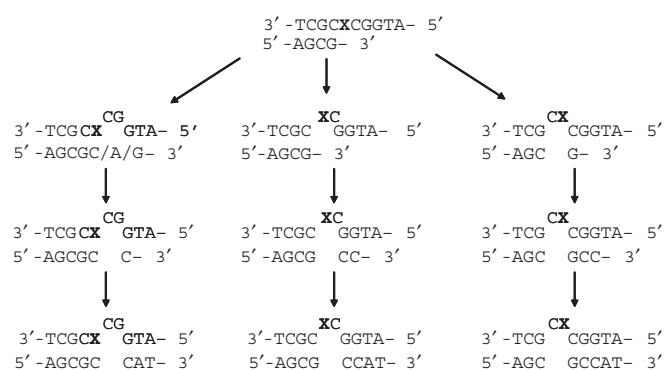 3′-TCGCXCGGTA- 5′
5′-AGCG- 3′
CG
3′-TCGCX GTA- 5′
5′-AGCGC/A/G- 3′
XC
3′-TCGC GGTA- 5′
5′-AGCG- 3′
CX
3′-TCG CGGTA- 5′
5′-AGC G- 3′
CG
3′-TCGCX GTA- 5′
5′-AGCGC C- 3′
XC
3′-TCGC GGTA- 5′
5′-AGCG CC- 3′
CX
3′-TCG CGGTA- 5′
5′-AGC GCC- 3′
CG
3′-TCGCX GTA- 5′
5′-AGCGC CAT- 3′
XC
3′-TCGC GGTA- 5′
5′-AGCG CCAT- 3′
CX
3′-TCG CGGTA- 5′
5′-AGC GCCAT- 3′